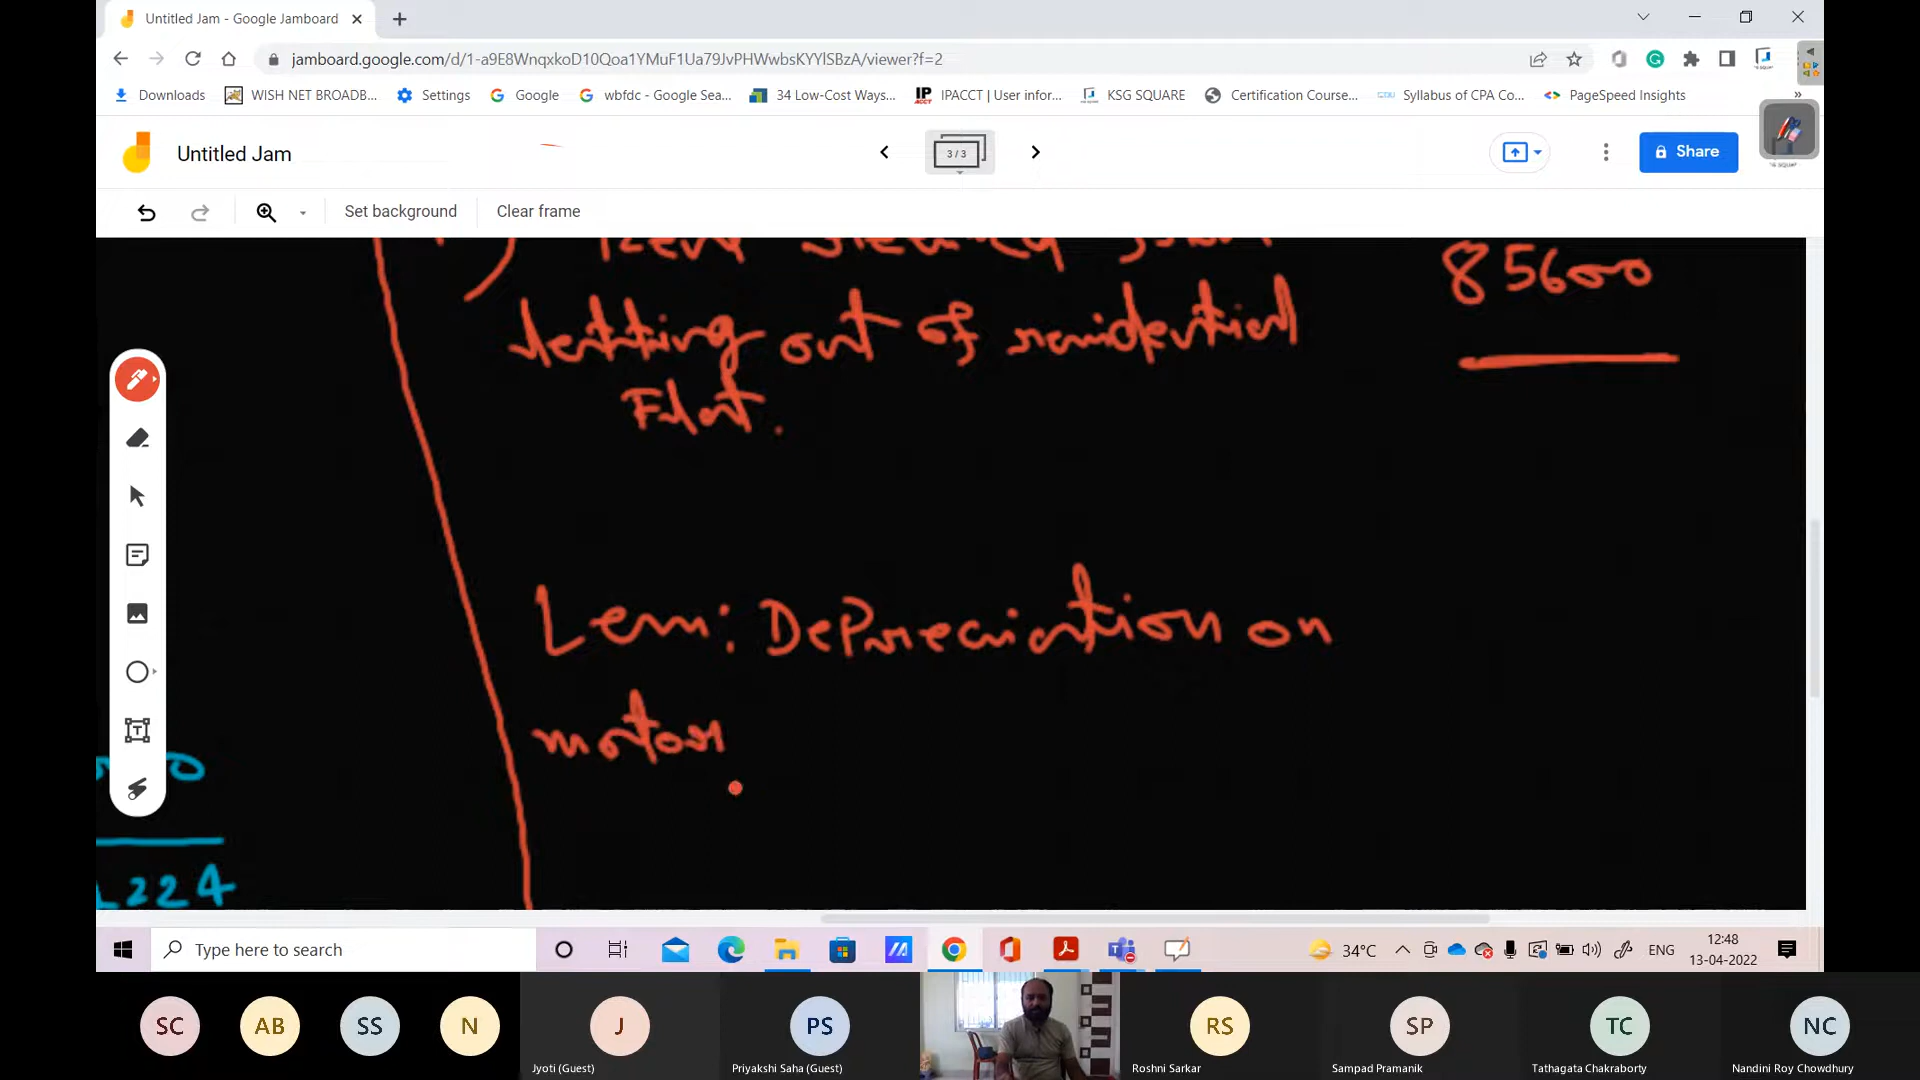 Untitled Jam - Google Jamboard
jamboard.google.com/d/1-a9E8WnqxkoD10Qoa1YMuF1Ua79JvPHWwbsKYYlSBzA/viewer?f=2
Downloads WISH NET BROADB... Settings Google wbfdc - Google Sea... 34 Low-Cost Ways... IPACCT | User infor... KSG SQUARE Certification Course... Syllabus of CPA Co... PageSpeed Insights »
Untitled Jam 3 / 3 Share
Set background Clear frame
85600
letting out of residential
Flat.
Less: Depreciation on
motor
224
Type here to search 34°C ENG 12:48
13-04-2022
SC AB SS N J PS RS SP TC NC
Jyoti (Guest) Priyakshi Saha (Guest) Roshni Sarkar Sampad Pramanik Tathagata Chakraborty Nandini Roy Chowdhury